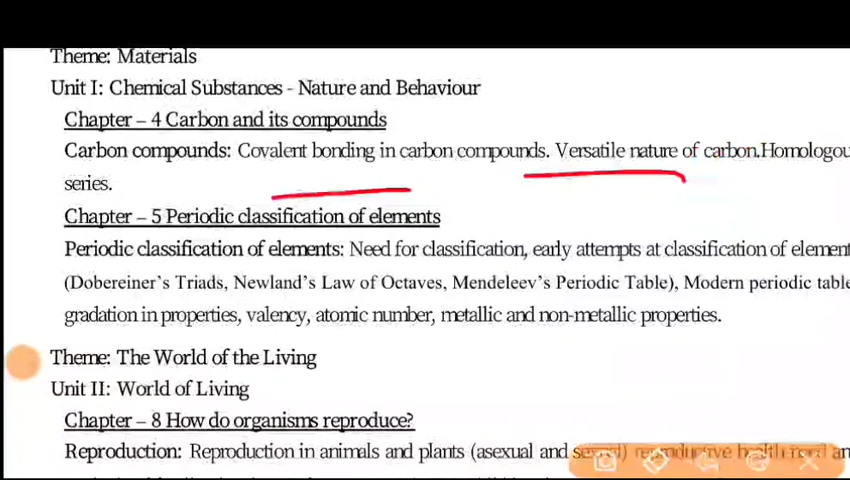 Theme: Materials
Unit I: Chemical Substances - Nature and Behaviour
Chapter – 4 Carbon and its compounds
Carbon compounds: Covalent bonding in carbon compounds. Versatile nature of carbon.Homologou
series.
Chapter – 5 Periodic classification of elements
Periodic classification of elements: Need for classification, early attempts at classification of element
(Dobereiner's Triads, Newland's Law of Octaves, Mendeleev's Periodic Table), Modern periodic table
gradation in properties, valency, atomic number, metallic and non-metallic properties.
Theme: The World of the Living
Unit II: World of Living
Chapter – 8 How do organisms reproduce?
Reproduction: Reproduction in animals and plants (asexual and sexual) reproductive health